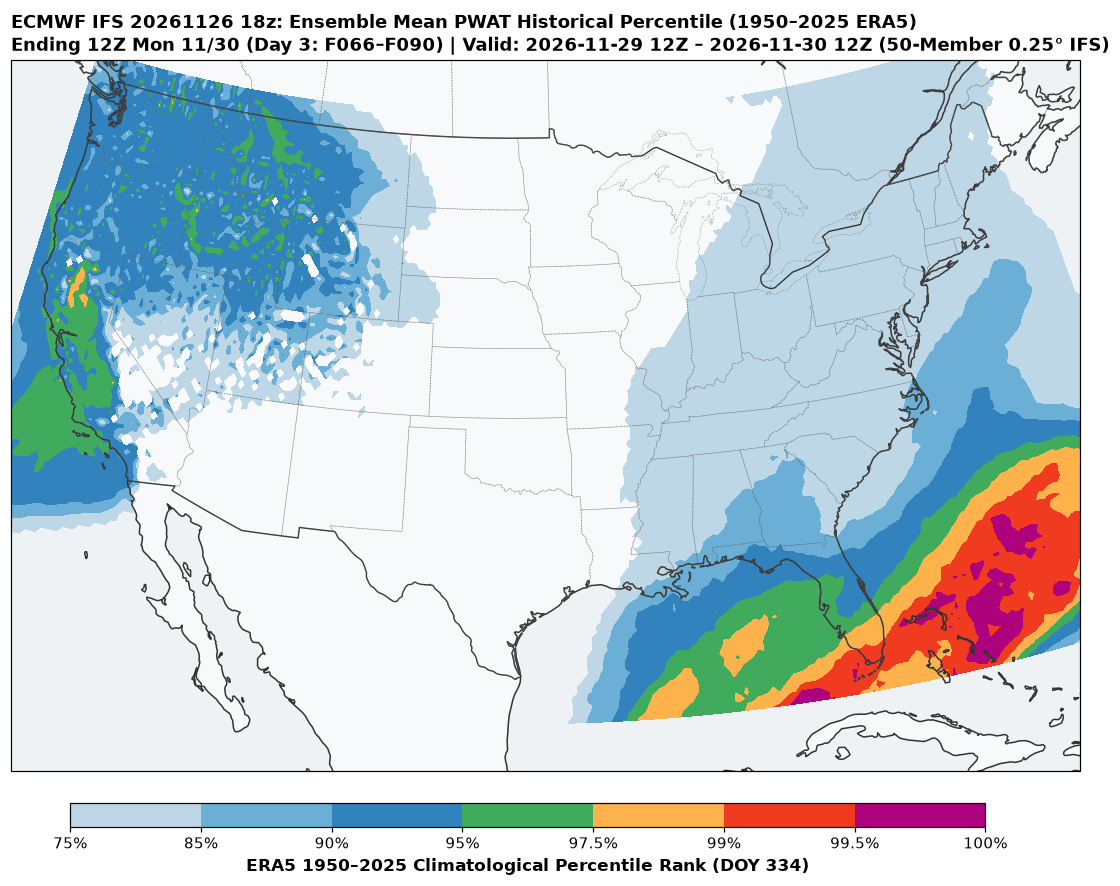 ECMWF IFS 20261126 18z: Ensemble Mean PWAT Historical Percentile (1950–2025 ERA5)
Ending 12Z Mon 11/30 (Day 3: F066–F090) | Valid: 2026-11-29 12Z – 2026-11-30 12Z (50-Member 0.25° IFS)
75% 85% 90% 95% 97.5% 99% 99.5% 100%
ERA5 1950–2025 Climatological Percentile Rank (DOY 334)